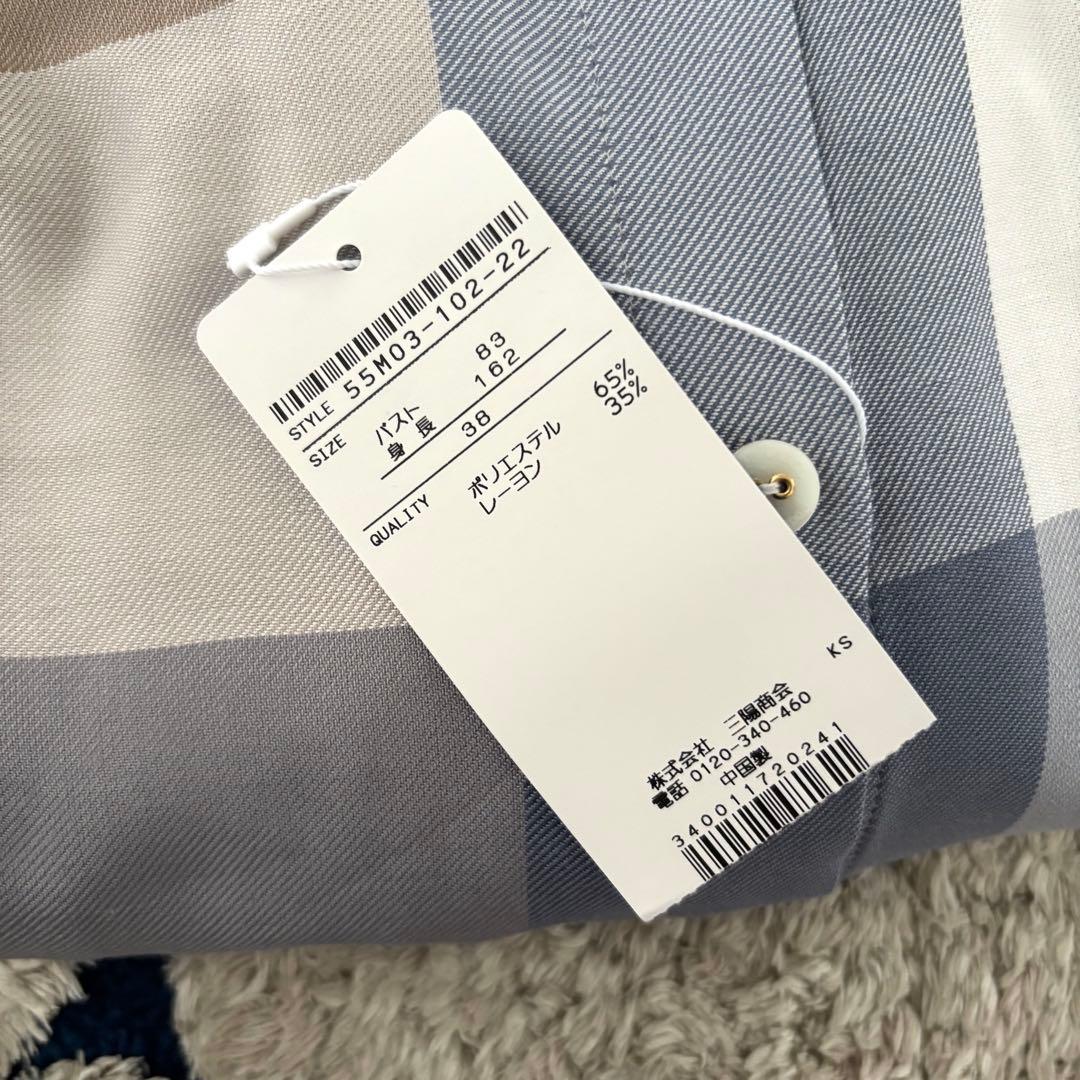 STYLE 55M03-102-22
SIZE バスト 83
身長 162
38
QUALITY ポリエステル 65%
レーヨン 35%
KS
株式会社 三陽商会
電話 0120-340-460
中国製
340011720241